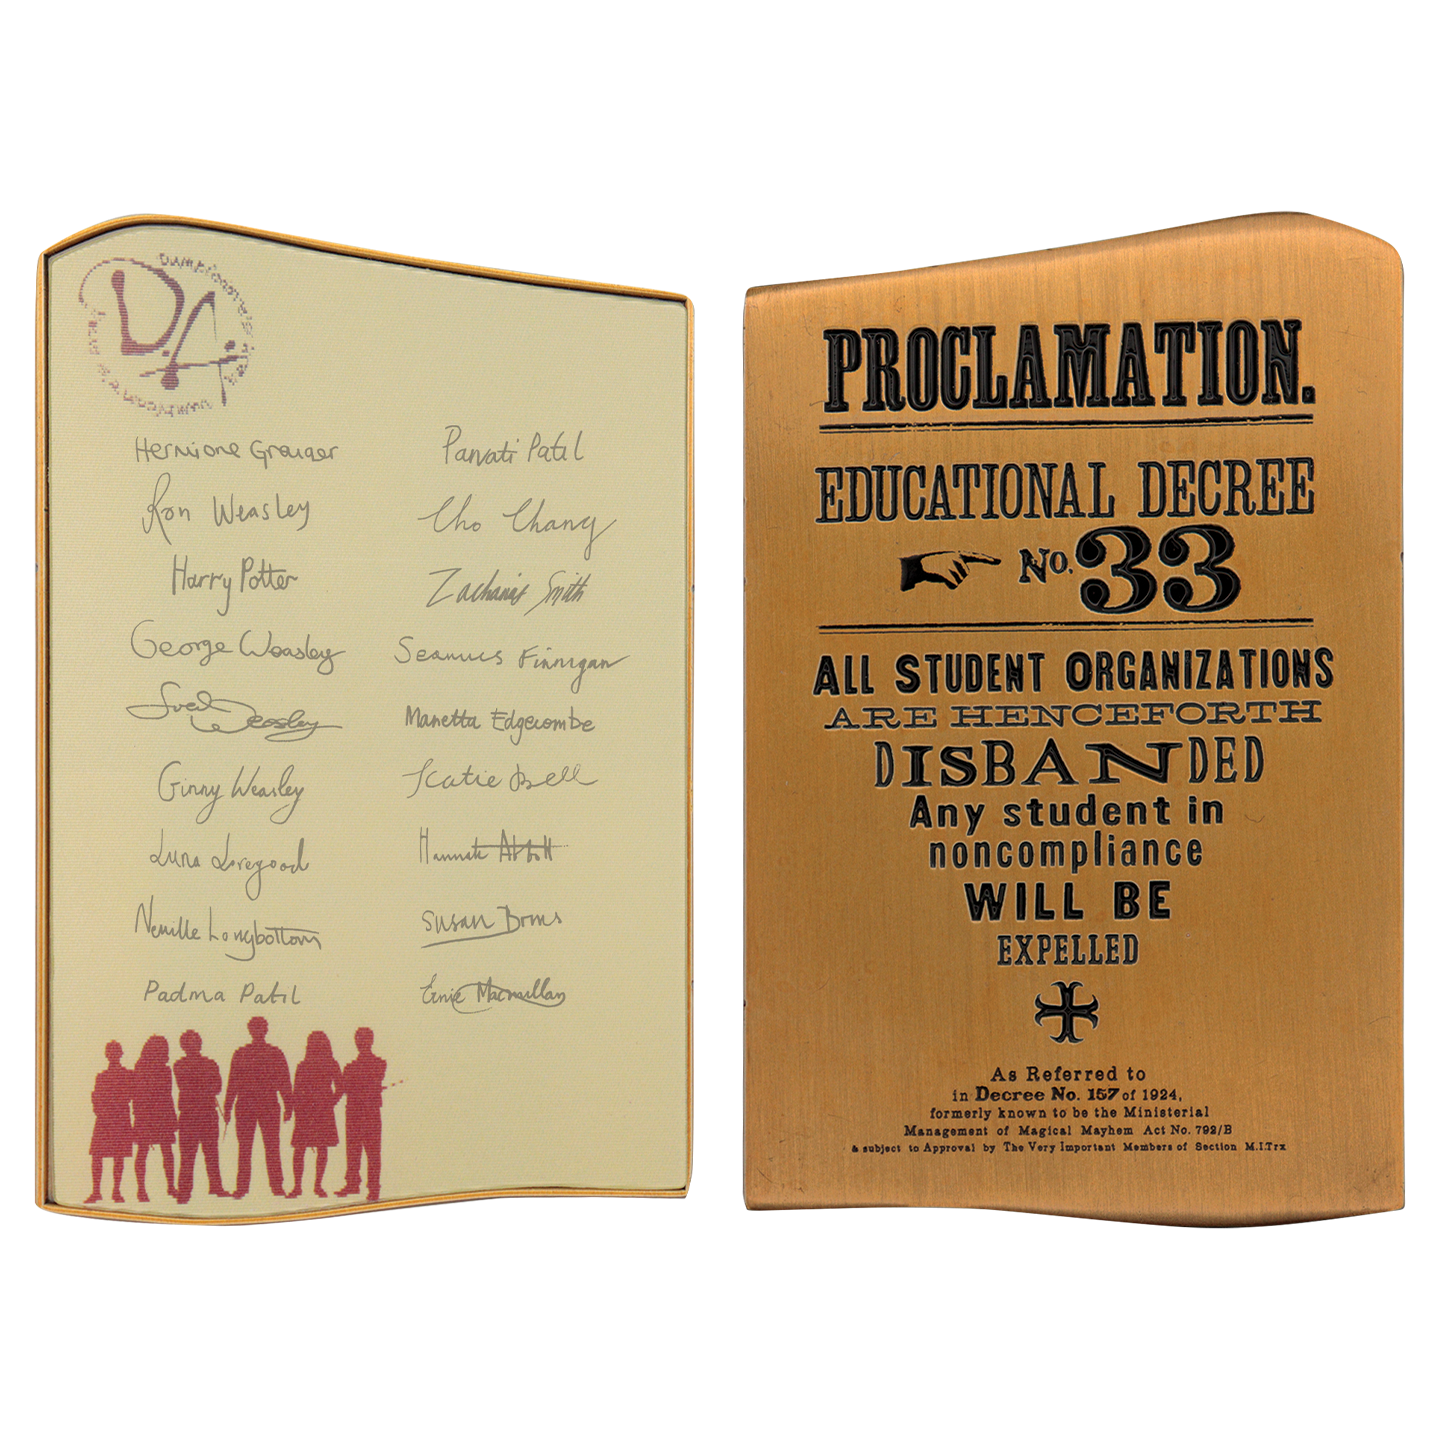 DA
Hermione Granger
Ron Weasley
Harry Potter
George Weasley
Fred Weasley
Ginny Weasley
Luna Lovegood
Neville Longbottom
Padma Patil
Parvati Patil
Cho Chang
Zacharias Smith
Seamus Finnigan
Marietta Edgecombe
Katie Bell
Hannah Abbott
Susan Bones
Ernie Macmillan
PROCLAMATION.
EDUCATIONAL DECREE
No. 33
ALL STUDENT ORGANIZATIONS
ARE HENCEFORTH
DISBANDED
Any student in
noncompliance
WILL BE
EXPELLED
As Referred to
in Decree No. 157 of 1924,
formerly known to be the Ministerial
Management of Magical Mayhem Act No. 792/B
& subject to Approval by The Very Important Members of Section M.I.Trx